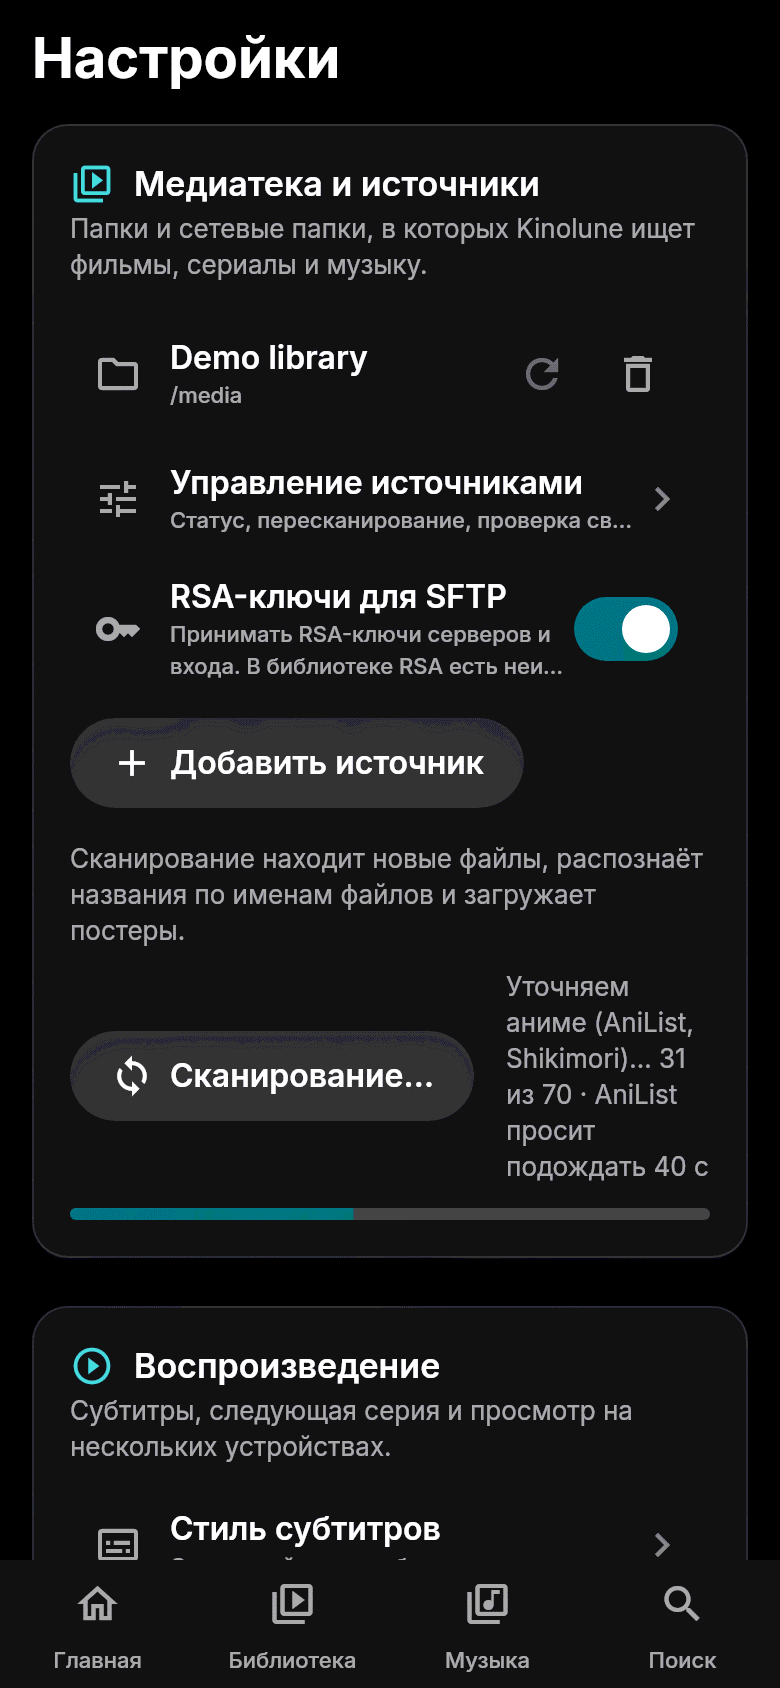 Настройки
Медиатека и источники
Папки и сетевые папки, в которых Kinolune ищет
фильмы, сериалы и музыку.
Demo library
/media
Управление источниками
Статус, пересканирование, проверка св...
RSA-ключи для SFTP
Принимать RSA-ключи серверов и
входа. В библиотеке RSA есть неи...
Добавить источник
Сканирование находит новые файлы, распознаёт
названия по именам файлов и загружает
постеры.
Сканирование...
Уточняем
аниме (AniList,
Shikimori)... 31
из 70 · AniList
просит
подождать 40 с
Воспроизведение
Субтитры, следующая серия и просмотр на
нескольких устройствах.
Стиль субтитров
Главная
Библиотека
Музыка
Поиск